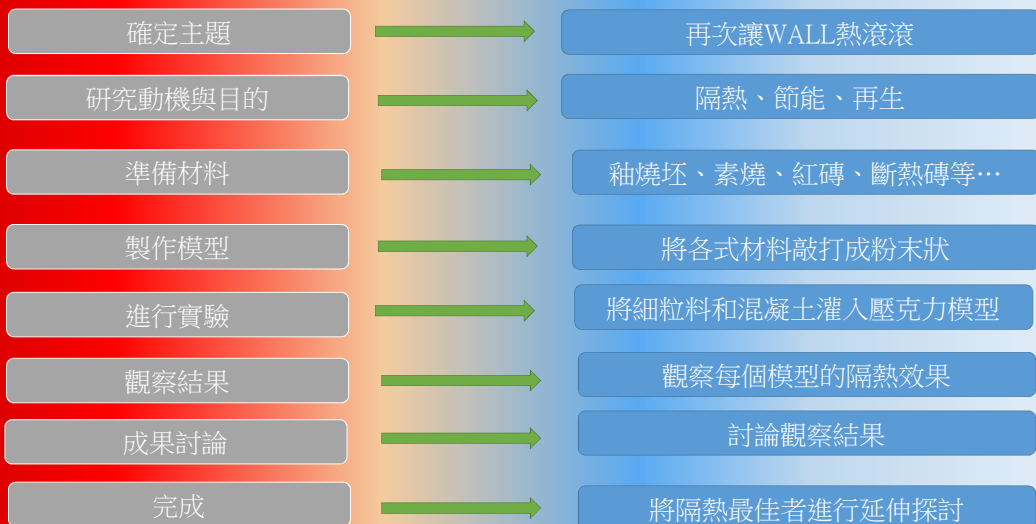 確定主題
再次讓WALL熱滾滾
研究動機與目的
隔熱、節能、再生
準備材料
釉燒坯、素燒、紅磚、斷熱磚等…
製作模型
將各式材料敲打成粉末狀
進行實驗
將細粒料和混凝土灌入壓克力模型
觀察結果
觀察每個模型的隔熱效果
成果討論
討論觀察結果
完成
將隔熱最佳者進行延伸探討